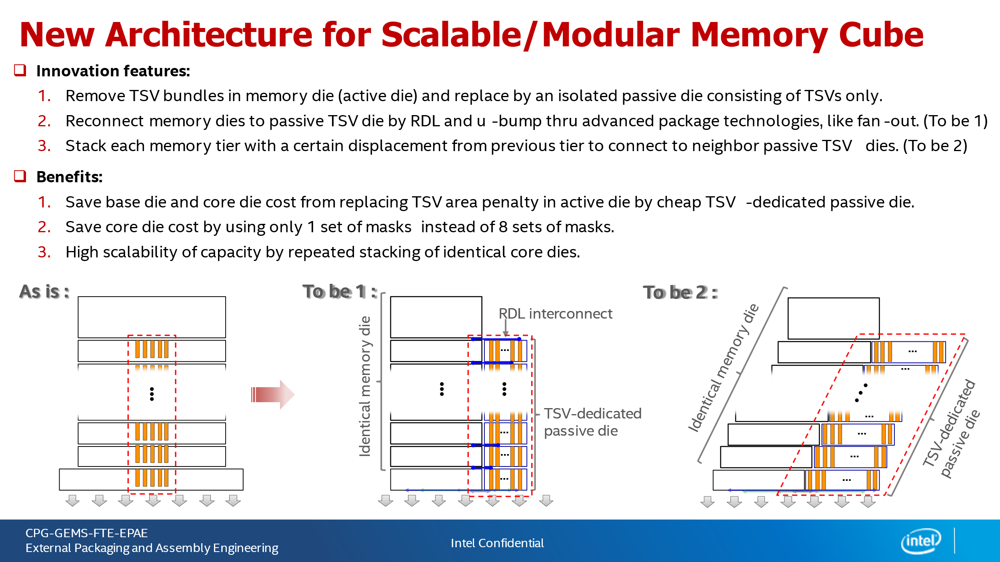 New Architecture for Scalable/Modular Memory Cube
Innovation features:
1. Remove TSV bundles in memory die (active die) and replace by an isolated passive die consisting of TSVs only.
2. Reconnect memory dies to passive TSV die by RDL and u -bump thru advanced package technologies, like fan -out. (To be 1)
3. Stack each memory tier with a certain displacement from previous tier to connect to neighbor passive TSV dies. (To be 2)
Benefits:
1. Save base die and core die cost from replacing TSV area penalty in active die by cheap TSV -dedicated passive die.
2. Save core die cost by using only 1 set of masks instead of 8 sets of masks.
3. High scalability of capacity by repeated stacking of identical core dies.
As is :
To be 1 :
Identical memory die
RDL interconnect
...
...
...
...
TSV-dedicated
passive die
To be 2 :
Identical memory die
...
...
...
...
...
...
TSV-dedicated
passive die
CPG-GEMS-FTE-EPAE
External Packaging and Assembly Engineering
Intel Confidential
intel